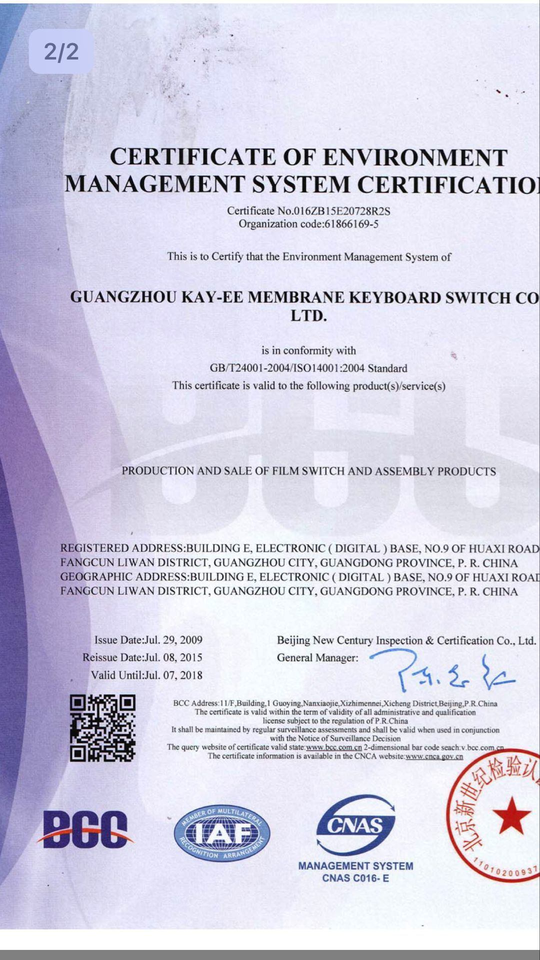 2/2
CERTIFICATE OF ENVIRONMENT
MANAGEMENT SYSTEM CERTIFICATIO
Certificate No.016ZB15E20728R2S
Organization code:61866169-5
This is to Certify that the Environment Management System of
GUANGZHOU KAY-EE MEMBRANE KEYBOARD SWITCH CO
LTD.
is in conformity with
GB/T24001-2004/ISO14001:2004 Standard
This certificate is valid to the following product(s)/service(s)
PRODUCTION AND SALE OF FILM SWITCH AND ASSEMBLY PRODUCTS
REGISTERED ADDRESS:BUILDING E, ELECTRONIC ( DIGITAL ) BASE, NO.9 OF HUAXI ROAD
FANGCUN LIWAN DISTRICT, GUANGZHOU CITY, GUANGDONG PROVINCE, P. R. CHINA
GEOGRAPHIC ADDRESS:BUILDING E, ELECTRONIC ( DIGITAL ) BASE, NO.9 OF HUAXI ROAD
FANGCUN LIWAN DISTRICT, GUANGZHOU CITY, GUANGDONG PROVINCE, P. R. CHINA
Issue Date:Jul. 29, 2009
Reissue Date:Jul. 08, 2015
Valid Until:Jul. 07, 2018
Beijing New Century Inspection & Certification Co., Ltd.
General Manager:
BCC Address:11/F,Building,1 Guoying,Nanxiaojie,Xizhimennei,Xicheng District,Beijing,P.R.China
The certificate is valid within the term of validity of all administrative and qualification
license subject to the regulation of P.R.China
It shall be maintained by regular surveillance assessments and shall be valid when used in conjunction
with the Notice of Surveillance Decision
The query website of certificate valid state:www.bcc.com.cn 2-dimensional bar code seach:v.bcc.com.cn
The certificate information is available in the CNCA website:www.cnca.gov.cn
BCC
MEMBER OF MULTILATERAL
IAF
RECOGNITION ARRANGEMENT
CNAS
MANAGEMENT SYSTEM
CNAS C016- E
北京新世纪检验认
11010200937